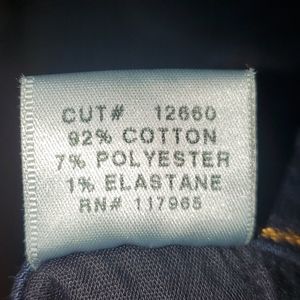 CUT# 12660
92% COTTON
7% POLYESTER
1% ELASTANE
RN# 117965